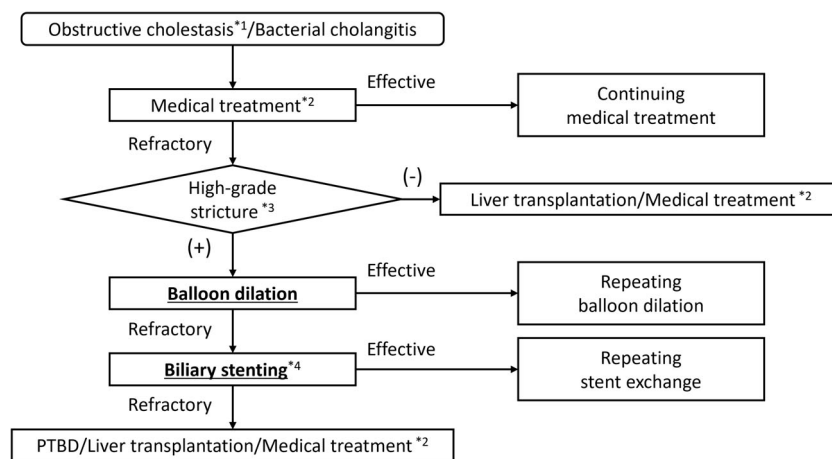 Obstructive cholestasis*1/Bacterial cholangitis
Medical treatment*2
Effective
Continuing
medical treatment
Refractory
High-grade
stricture *3
(-)
Liver transplantation/Medical treatment *2
(+)
Balloon dilation
Effective
Repeating
balloon dilation
Refractory
Biliary stenting*4
Effective
Repeating
stent exchange
Refractory
PTBD/Liver transplantation/Medical treatment *2